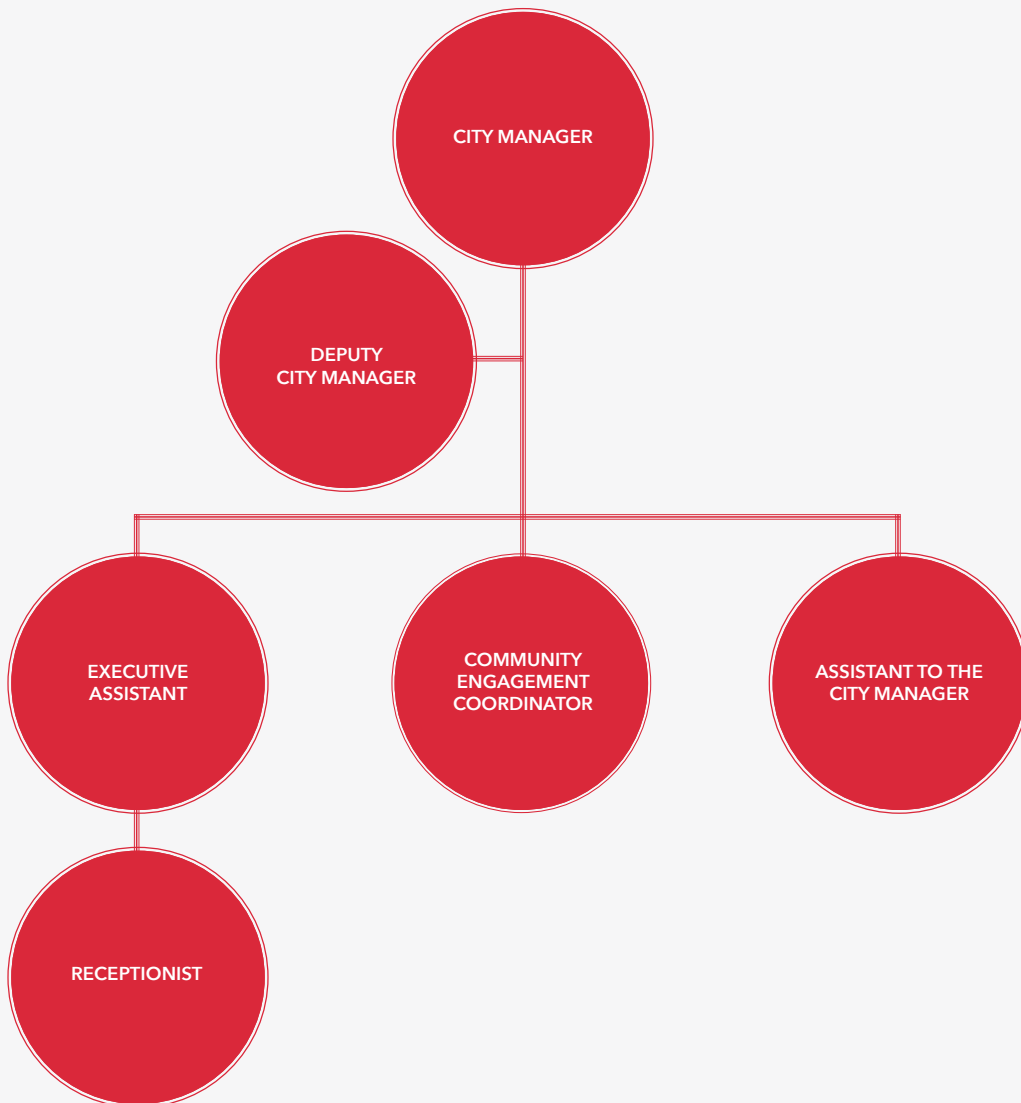 CITY MANAGER
DEPUTY
CITY MANAGER
EXECUTIVE
ASSISTANT
COMMUNITY
ENGAGEMENT
COORDINATOR
ASSISTANT TO THE
CITY MANAGER
RECEPTIONIST